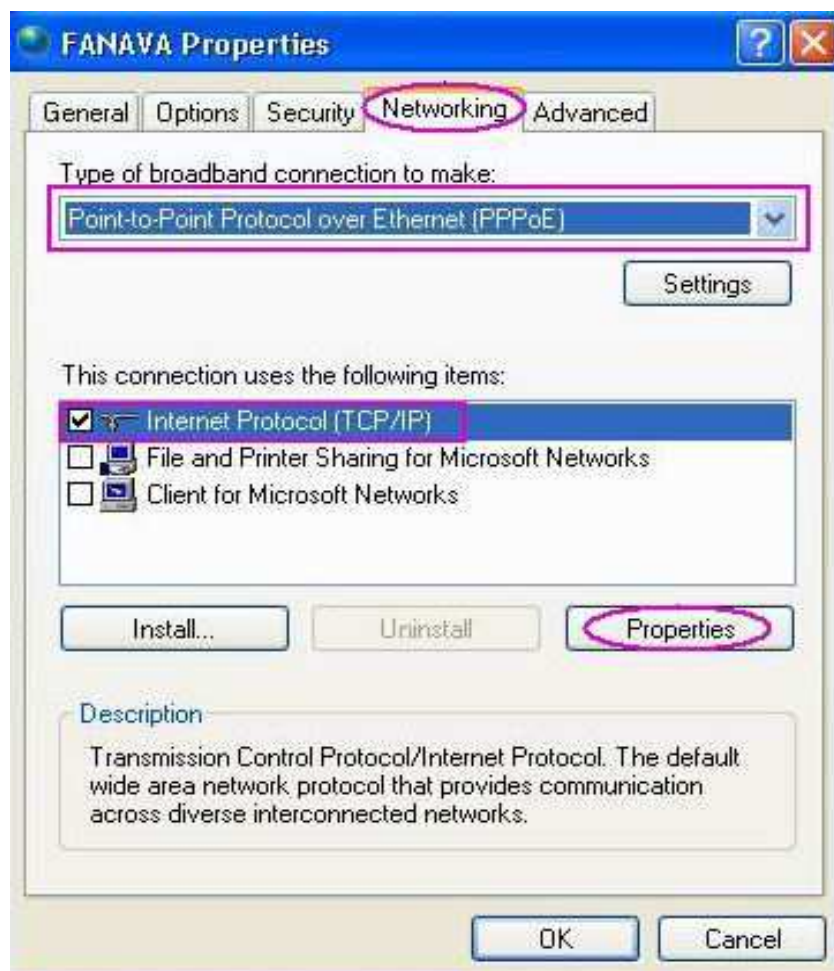 FANAVA Properties
General Options Security Networking Advanced
Type of broadband connection to make:
Point-to-Point Protocol over Ethernet (PPPoE)
Settings
This connection uses the following items:
Internet Protocol (TCP/IP)
File and Printer Sharing for Microsoft Networks
Client for Microsoft Networks
Install... Uninstall Properties
Description
Transmission Control Protocol/Internet Protocol. The default
wide area network protocol that provides communication
across diverse interconnected networks.
OK Cancel